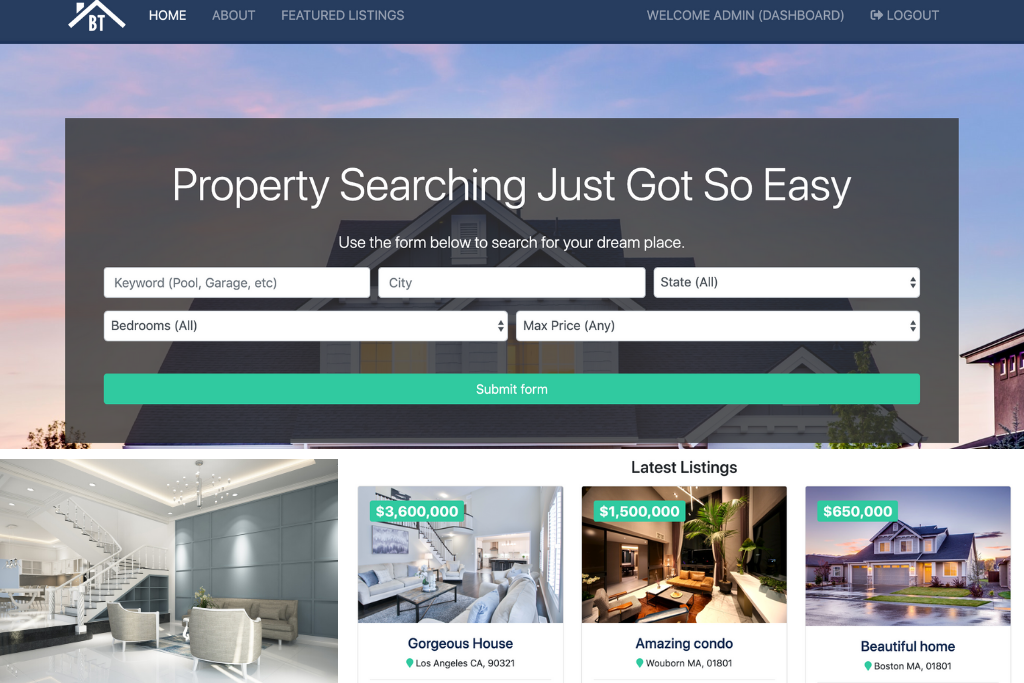 BT
HOME
ABOUT
FEATURED LISTINGS
WELCOME ADMIN (DASHBOARD)
LOGOUT
Property Searching Just Got So Easy
Use the form below to search for your dream place.
Keyword (Pool, Garage, etc)
City
State (All)
Bedrooms (All)
Max Price (Any)
Submit form
Latest Listings
$3,600,000
$1,500,000
$650,000
Gorgeous House
Los Angeles CA, 90321
Amazing condo
Wouborn MA, 01801
Beautiful home
Boston MA, 01801